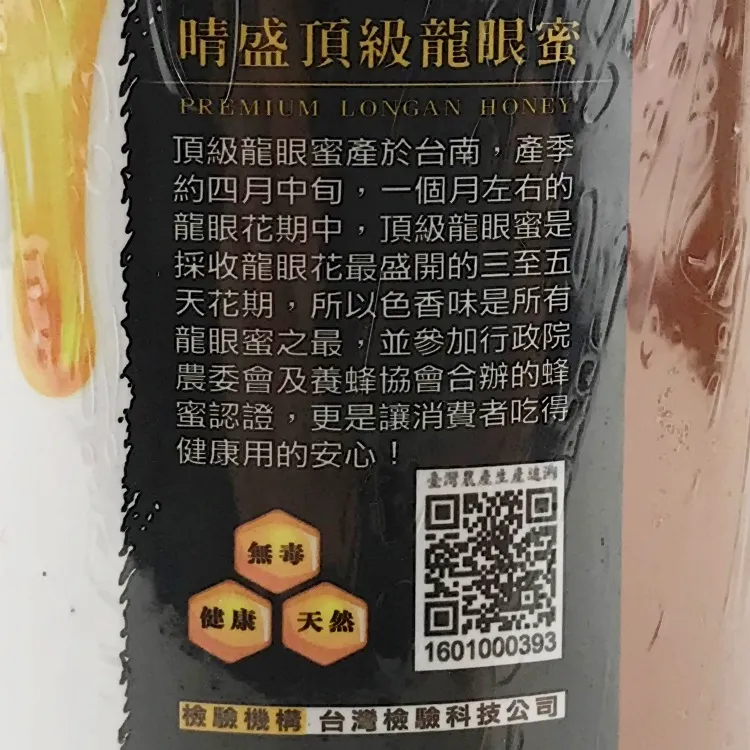 晴盛頂級龍眼蜜
PREMIUM LONGAN HONEY
頂級龍眼蜜產於台南，產季
約四月中旬，一個月左右的
龍眼花期中，頂級龍眼蜜是
採收龍眼花最盛開的三至五
天花期，所以色香味是所有
龍眼蜜之最，並參加行政院
農委會及養蜂協會合辦的蜂
蜜認證，更是讓消費者吃得
健康用的安心！
臺灣農產生產追溯
1601000393
無毒
健康
天然
檢驗機構 台灣檢驗科技公司